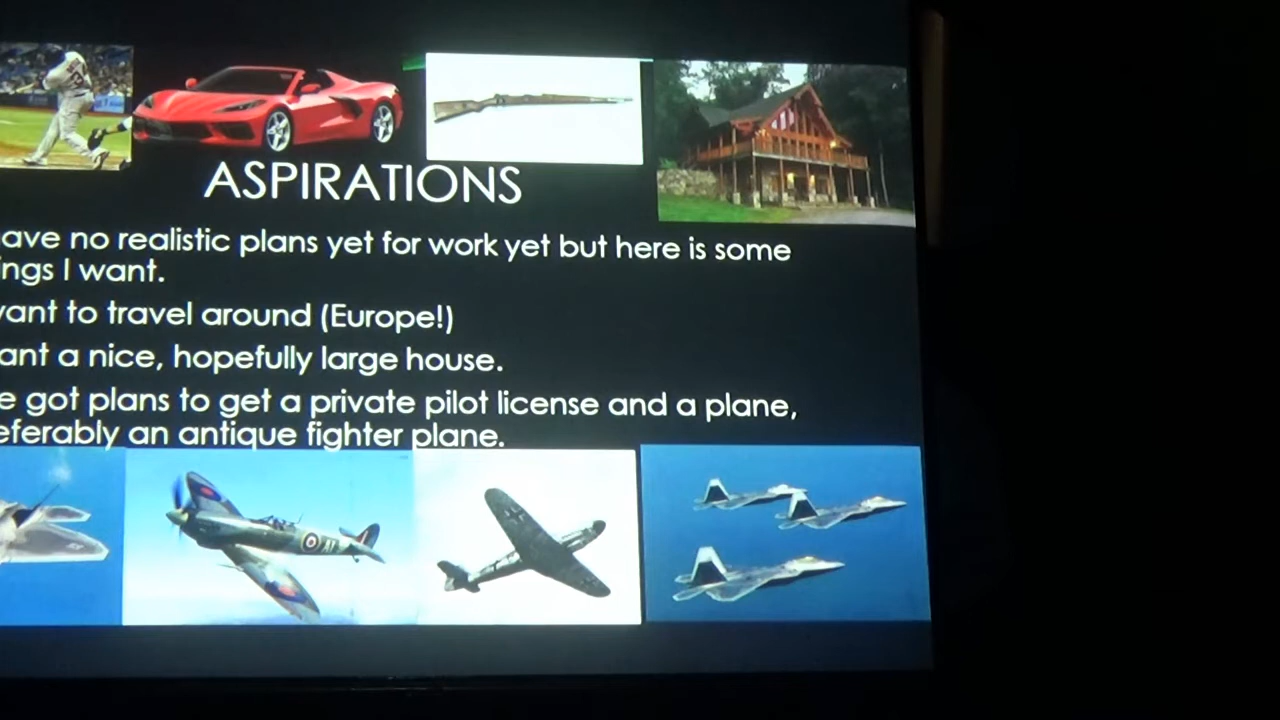 ASPIRATIONS
ave no realistic plans yet for work yet but here is some
ings I want.
vant to travel around (Europe!)
ant a nice, hopefully large house.
e got plans to get a private pilot license and a plane,
eferably an antique fighter plane.